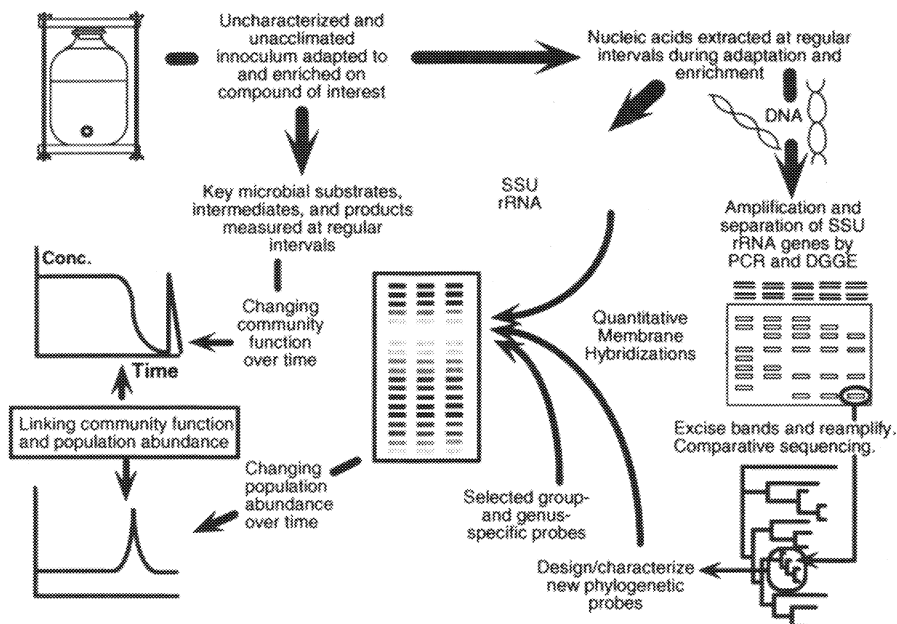 Uncharacterized and
unacclimated
innoculum adapted to
and enriched on
compound of interest
Nucleic acids extracted at regular
intervals during adaptation and
enrichment
DNA
Key microbial substrates,
intermediates, and products
measured at regular
intervals
SSU
rRNA
Amplification and
separation of SSU
rRNA genes by
PCR and DGGE
Conc.
Time
Changing
community
function
over time
Quantitative
Membrane
Hybridizations
Linking community function
and population abundance
Excise bands and reamplify.
Comparative sequencing.
Changing
population
abundance
over time
Selected group-
and genus-
specific probes
Design/characterize
new phylogenetic
probes